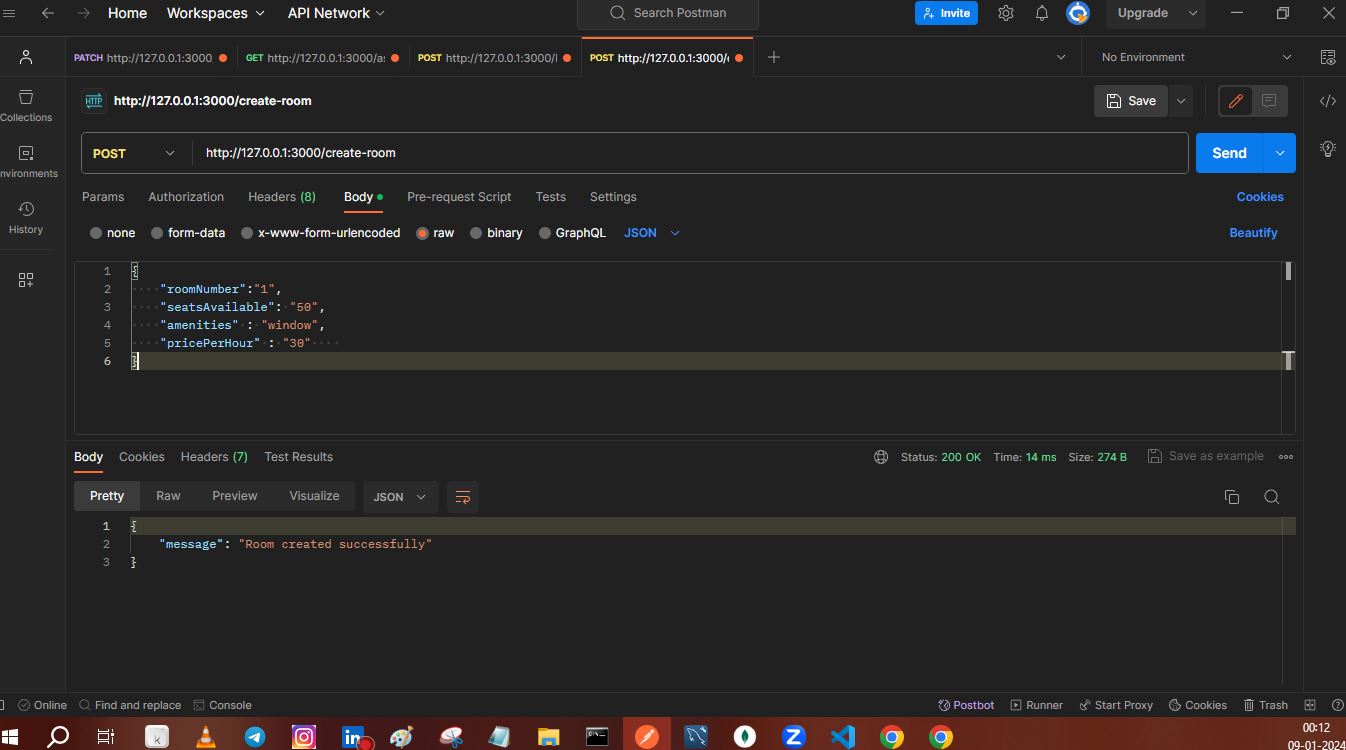 Home Workspaces API Network Search Postman Invite Upgrade
PATCH http://127.0.0.1:3000 GET http://127.0.0.1:3000/a POST http://127.0.0.1:3000/ POST http://127.0.0.1:3000/ No Environment
HTTP http://127.0.0.1:3000/create-room Save
Collections
POST http://127.0.0.1:3000/create-room Send
nvironments
Params Authorization Headers (8) Body Pre-request Script Tests Settings Cookies
History
none form-data x-www-form-urlencoded raw binary GraphQL JSON Beautify
1 {
2 "roomNumber":"1",
3 "seatsAvailable": "50",
4 "amenities" : "window",
5 "pricePerHour" : "30"
6 }
Body Cookies Headers (7) Test Results Status: 200 OK Time: 14 ms Size: 274 B Save as example
Pretty Raw Preview Visualize JSON
1 {
2 "message": "Room created successfully"
3 }
Online Find and replace Console Postbot Runner Start Proxy Cookies Trash
00:12
09-01-2024